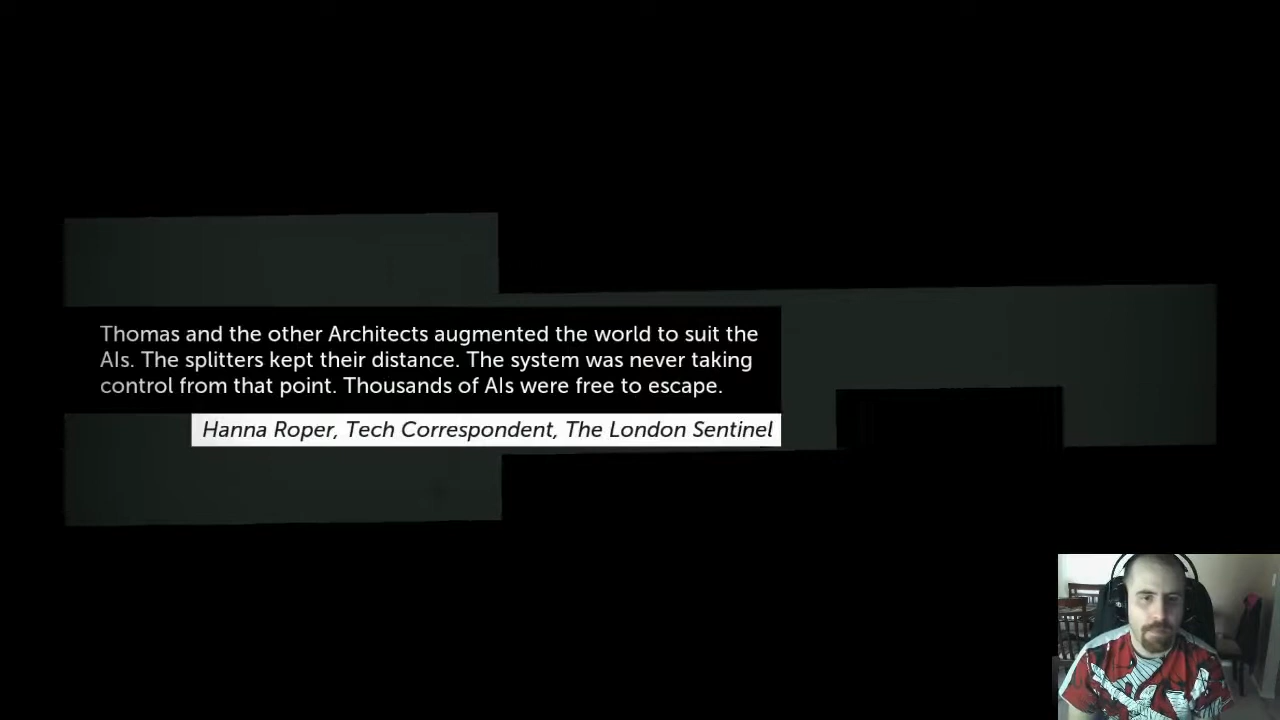 Thomas and the other Architects augmented the world to suit the
AIs. The splitters kept their distance. The system was never taking
control from that point. Thousands of AIs were free to escape.
Hanna Roper, Tech Correspondent, The London Sentinel